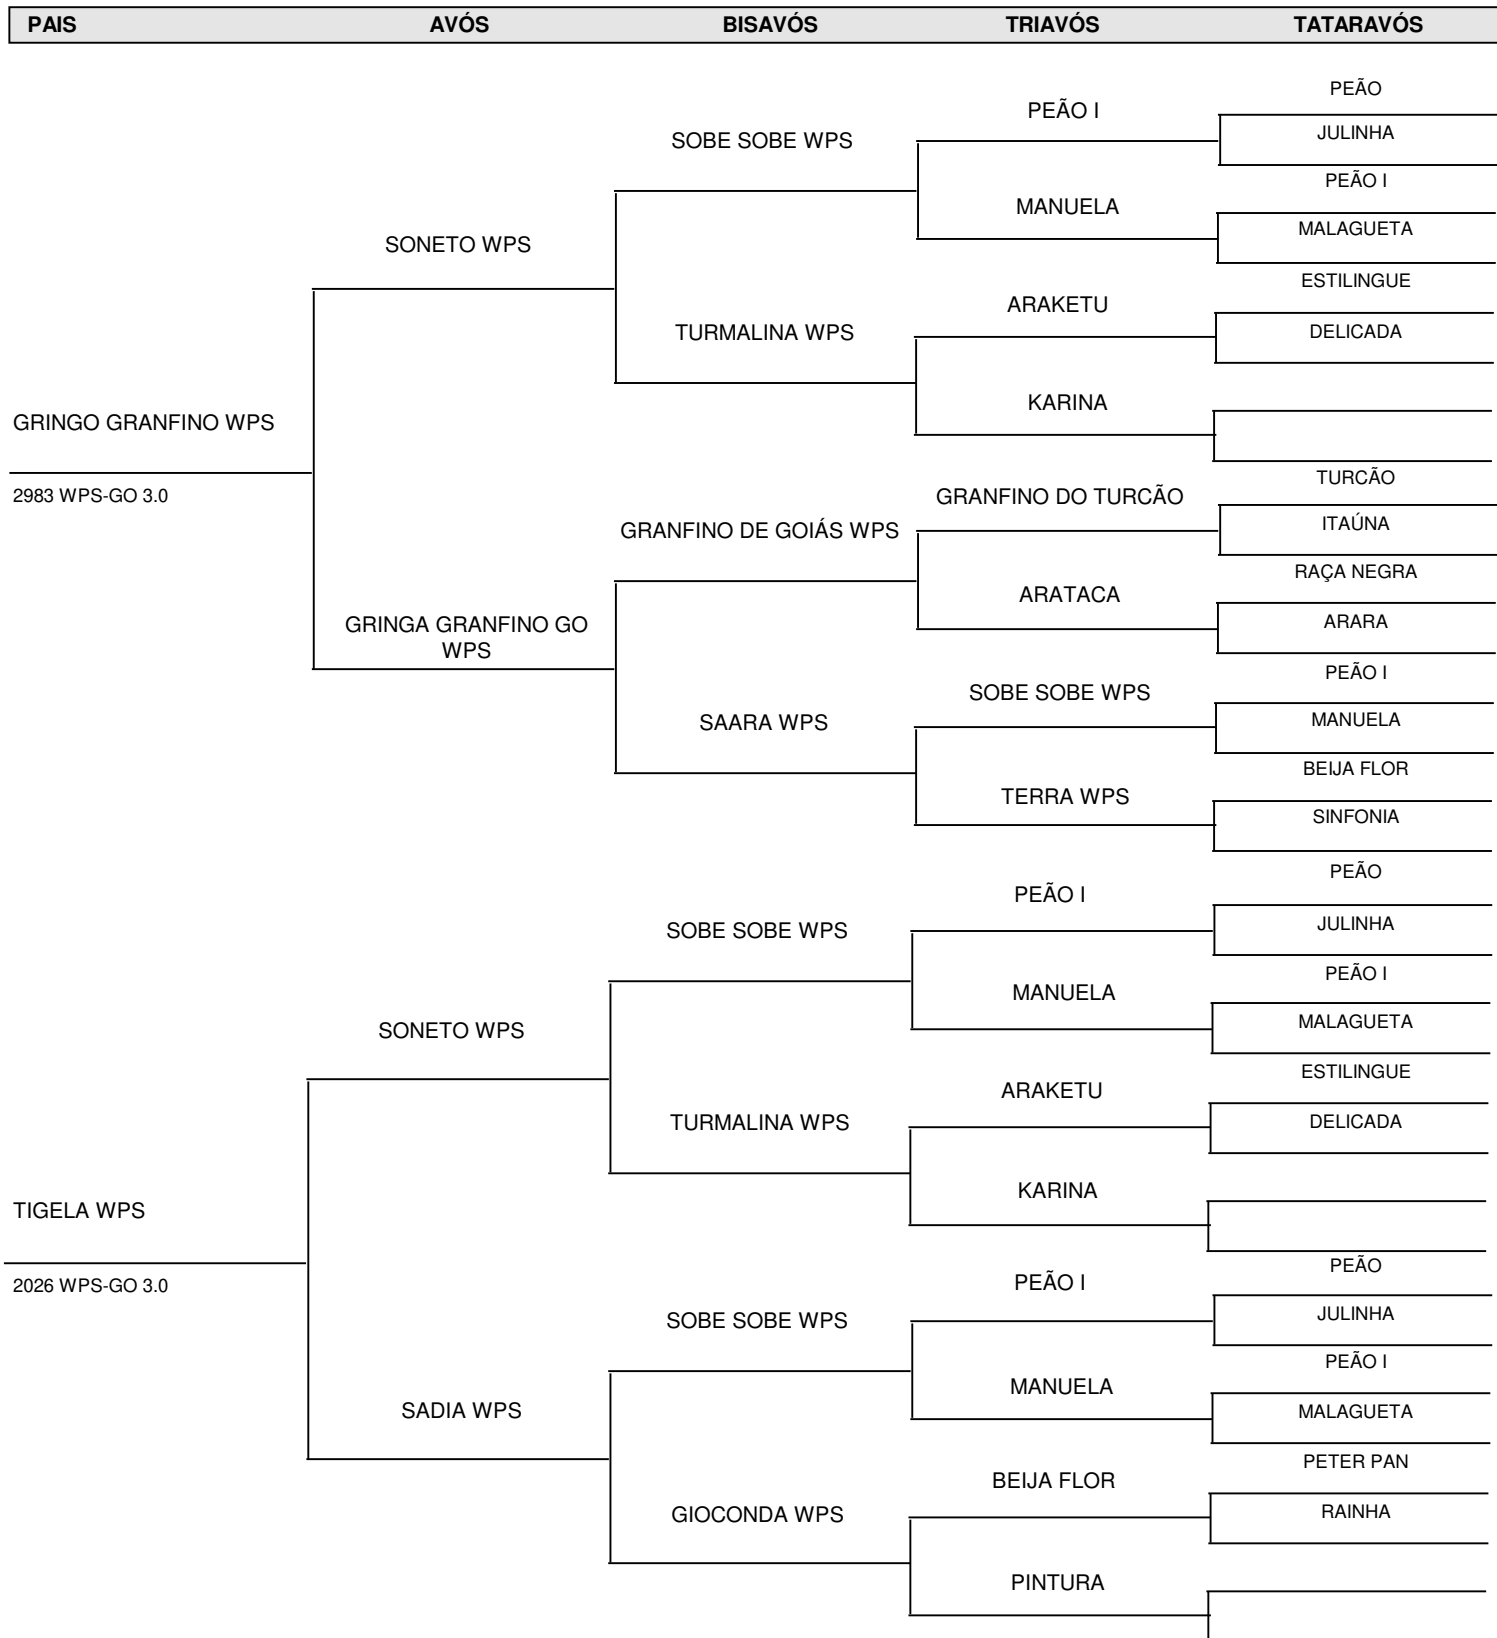 PAIS AVÓS BISAVÓS TRIAVÓS TATARAVÓS
PEÃO
PEÃO I
JULINHA
SOBE SOBE WPS
PEÃO I
MANUELA
MALAGUETA
SONETO WPS
ESTILINGUE
ARAKETU
TURMALINA WPS
DELICADA
KARINA
GRINGO GRANFINO WPS
2983 WPS-GO 3.0
TURCÃO
GRANFINO DO TURCÃO
ITAÚNA
GRANFINO DE GOIÁS WPS
RAÇA NEGRA
ARATACA
ARARA
GRINGA GRANFINO GO
WPS
PEÃO I
SOBE SOBE WPS
SAARA WPS
MANUELA
BEIJA FLOR
TERRA WPS
SINFONIA
PEÃO
PEÃO I
JULINHA
SOBE SOBE WPS
PEÃO I
MANUELA
MALAGUETA
SONETO WPS
ESTILINGUE
ARAKETU
TURMALINA WPS
DELICADA
KARINA
TIGELA WPS
2026 WPS-GO 3.0
PEÃO
PEÃO I
JULINHA
SOBE SOBE WPS
PEÃO I
MANUELA
MALAGUETA
SADIA WPS
PETER PAN
BEIJA FLOR
GIOCONDA WPS
RAINHA
PINTURA